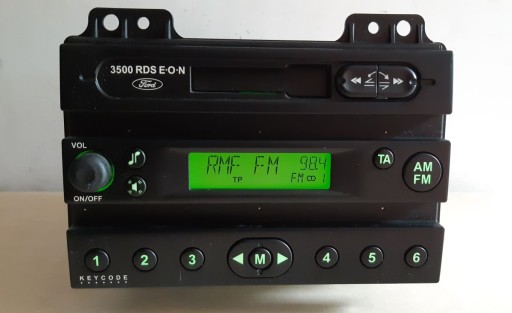 3500 RDS E·O·N
Ford
VOL
RMF FM 98.4
TP FM 1
TA
AM
FM
ON/OFF
1 2 3 M 4 5 6
KEYCODE